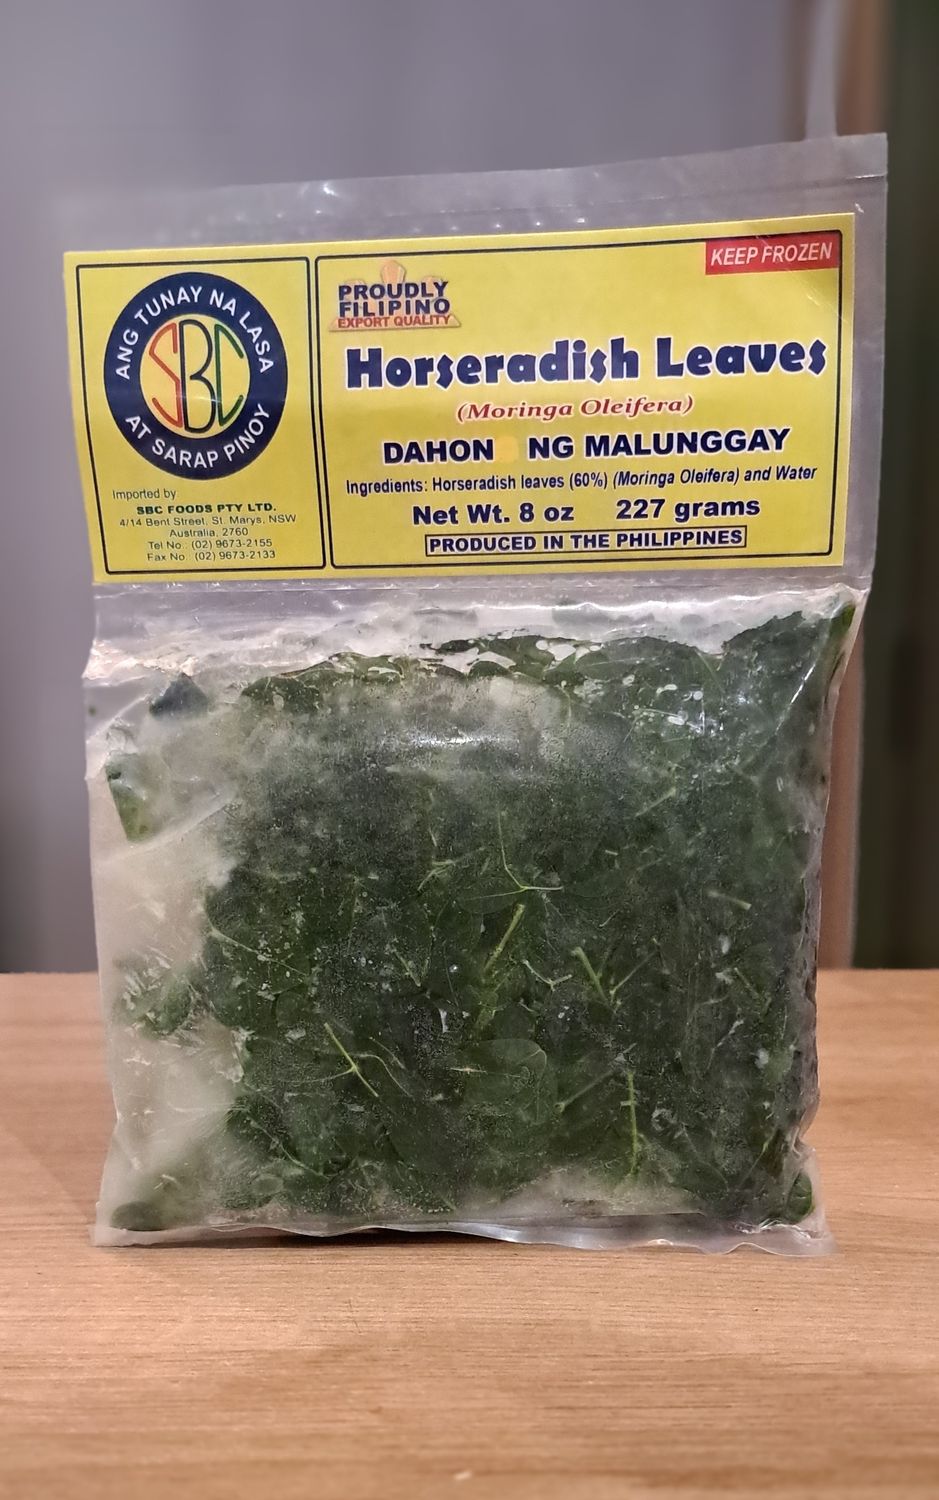 ANG TUNAY NA LASA
SBC
AT SARAP PINOY
Imported by:
SBC FOODS PTY LTD.
4/14 Bent Street, St. Marys, NSW
Australia, 2760
Tel No.: (02) 9673-2155
Fax No. (02) 9673-2133
KEEP FROZEN
PROUDLY
FILIPINO
EXPORT QUALITY
Horseradish Leaves
(Moringa Oleifera)
DAHON NG MALUNGGAY
Ingredients: Horseradish leaves (60%) (Moringa Oleifera) and Water
Net Wt. 8 oz 227 grams
PRODUCED IN THE PHILIPPINES